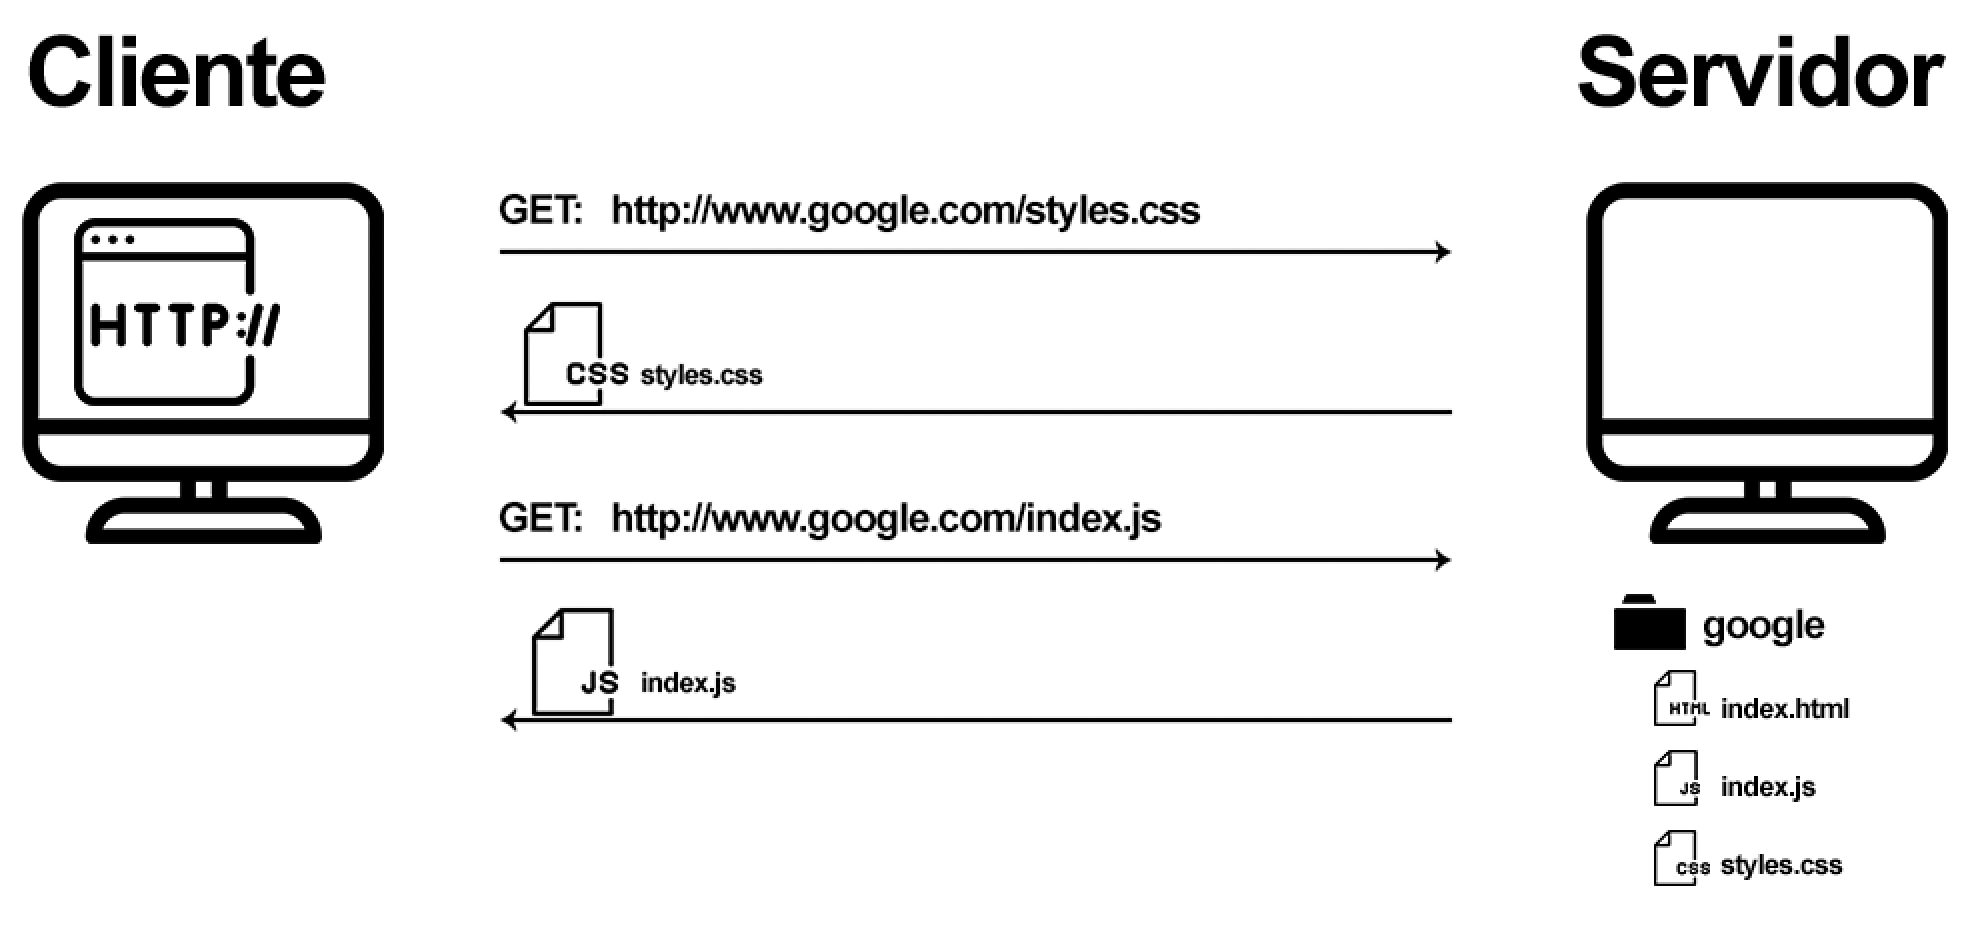 Cliente
Servidor
HTTP://
GET: http://www.google.com/styles.css
CSS styles.css
GET: http://www.google.com/index.js
JS index.js
google
HTML index.html
JS index.js
CSS styles.css